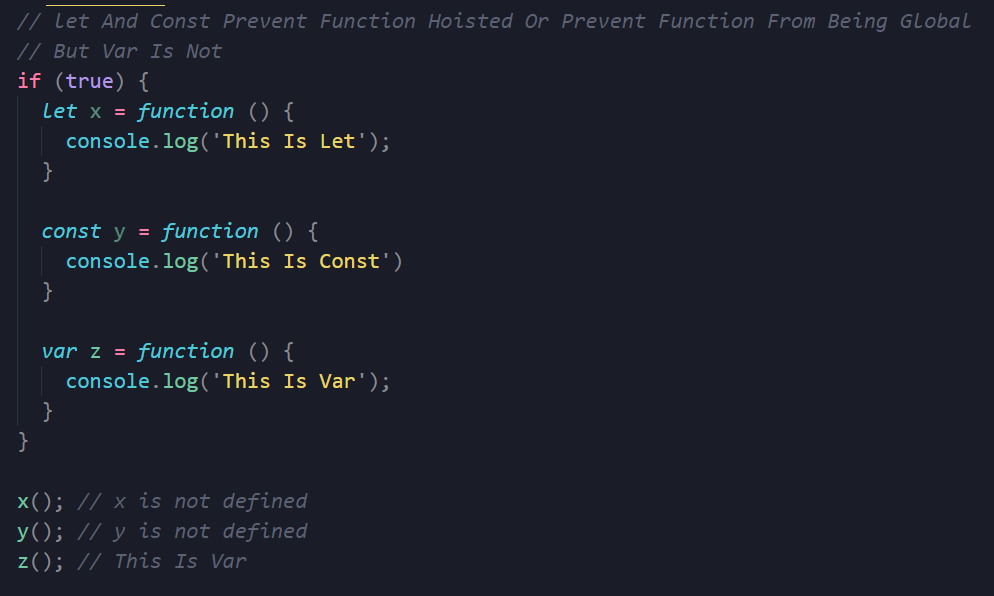 // let And Const Prevent Function Hoisted Or Prevent Function From Being Global
// But Var Is Not
if (true) {
  let x = function () {
    console.log('This Is Let');
  }

  const y = function () {
    console.log('This Is Const')
  }

  var z = function () {
    console.log('This Is Var');
  }
}

x(); // x is not defined
y(); // y is not defined
z(); // This Is Var